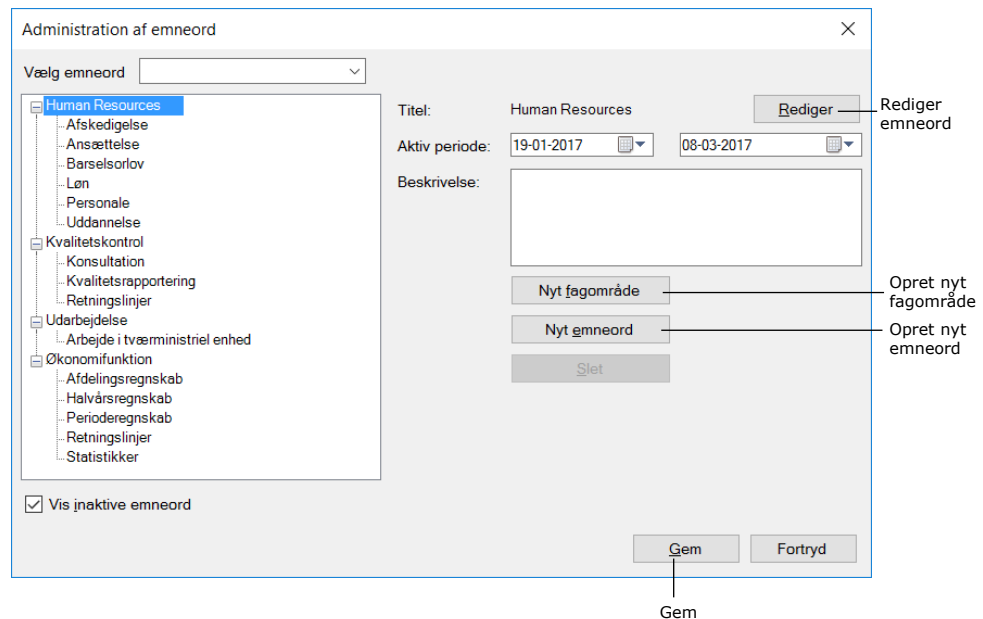 Administration af emneord
Vælg emneord
Human Resources
Afskedigelse
Ansættelse
Barselsorlov
Løn
Personale
Uddannelse
Kvalitetskontrol
Konsultation
Kvalitetsrapportering
Retningslinjer
Udarbejdelse
Arbejde i tværministriel enhed
Økonomifunktion
Afdelingsregnskab
Halvårsregnskab
Perioderegnskab
Retningslinjer
Statistikker
Vis inaktive emneord
Titel: Human Resources Rediger
Aktiv periode: 19-01-2017 08-03-2017
Beskrivelse:
Nyt fagområde
Nyt emneord
Slet
Gem Fortryd
Rediger
emneord
Opret nyt
fagområde
Opret nyt
emneord
Gem